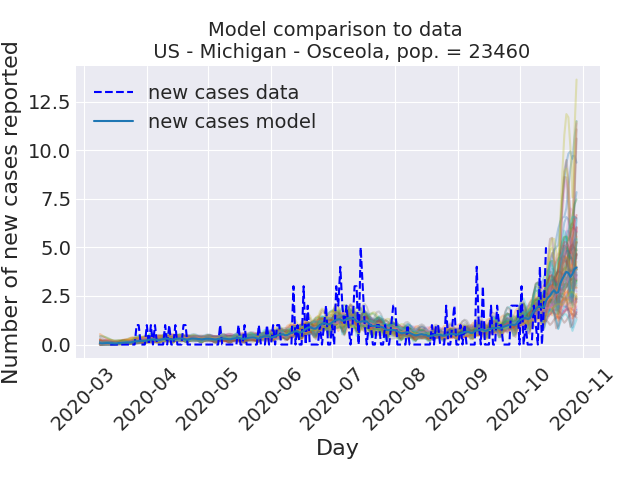 Model comparison to data
US - Michigan - Osceola, pop. = 23460
Number of new cases reported
12.5
10.0
7.5
5.0
2.5
0.0
new cases data
new cases model
2020-03
2020-04
2020-05
2020-06
2020-07
2020-08
2020-09
2020-10
2020-11
Day